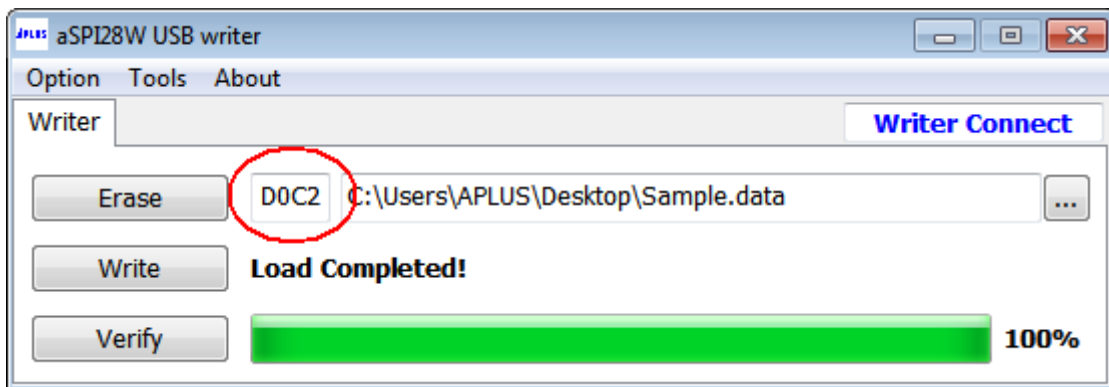 APLUS aSPI28W USB writer
Option Tools About
Writer Writer Connect
Erase D0C2 C:\Users\APLUS\Desktop\Sample.data ...
Write Load Completed!
Verify 100%